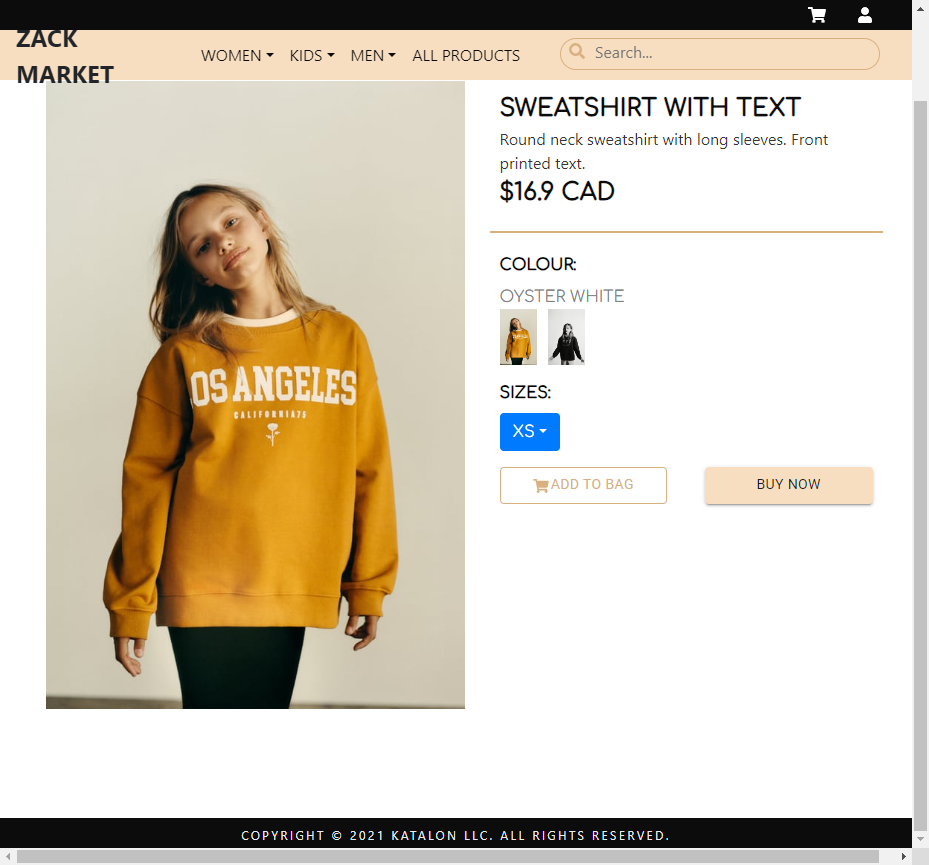 ZACK
MARKET
WOMEN
KIDS
MEN
ALL PRODUCTS
Search...
SWEATSHIRT WITH TEXT
Round neck sweatshirt with long sleeves. Front
printed text.
$16.9 CAD
COLOUR:
OYSTER WHITE
SIZES:
XS
ADD TO BAG
BUY NOW
OS ANGELES
CALIFORNIA75
COPYRIGHT © 2021 KATALON LLC. ALL RIGHTS RESERVED.